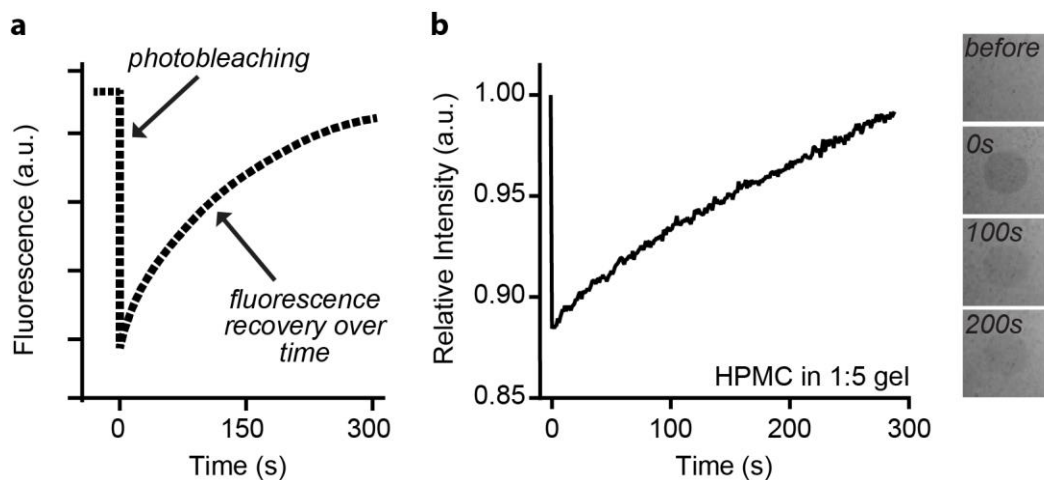 a
photobleaching
Fluorescence (a.u.)
fluorescence
recovery over
time
0
150
300
Time (s)
b
Relative Intensity (a.u.)
1.00
0.95
0.90
0.85
HPMC in 1:5 gel
0
100
200
300
Time (s)
before
0s
100s
200s